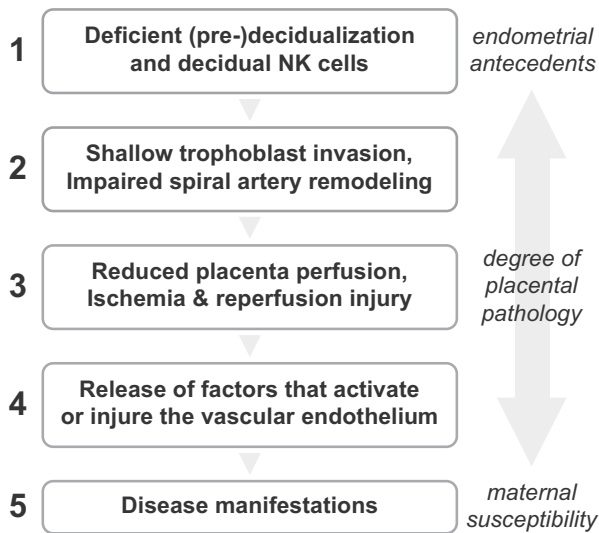 1
Deficient (pre-)decidualization
and decidual NK cells
endometrial
antecedents
2
Shallow trophoblast invasion,
Impaired spiral artery remodeling
3
Reduced placenta perfusion,
Ischemia & reperfusion injury
degree of
placental
pathology
4
Release of factors that activate
or injure the vascular endothelium
5
Disease manifestations
maternal
susceptibility